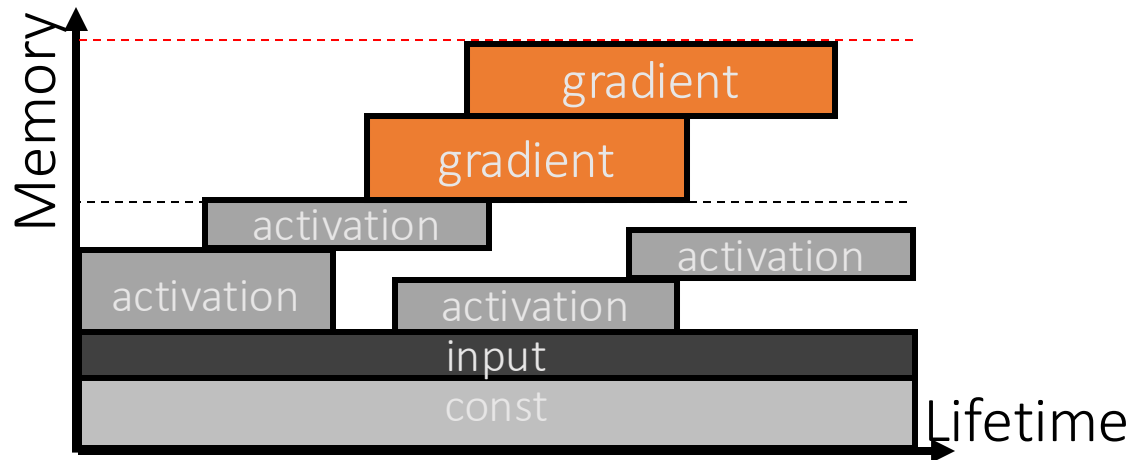 Memory
gradient
gradient
activation
activation
activation
activation
input
const
Lifetime